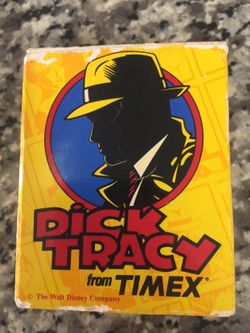 DICK
TRACY
from TIMEX®
© The Walt Disney Company